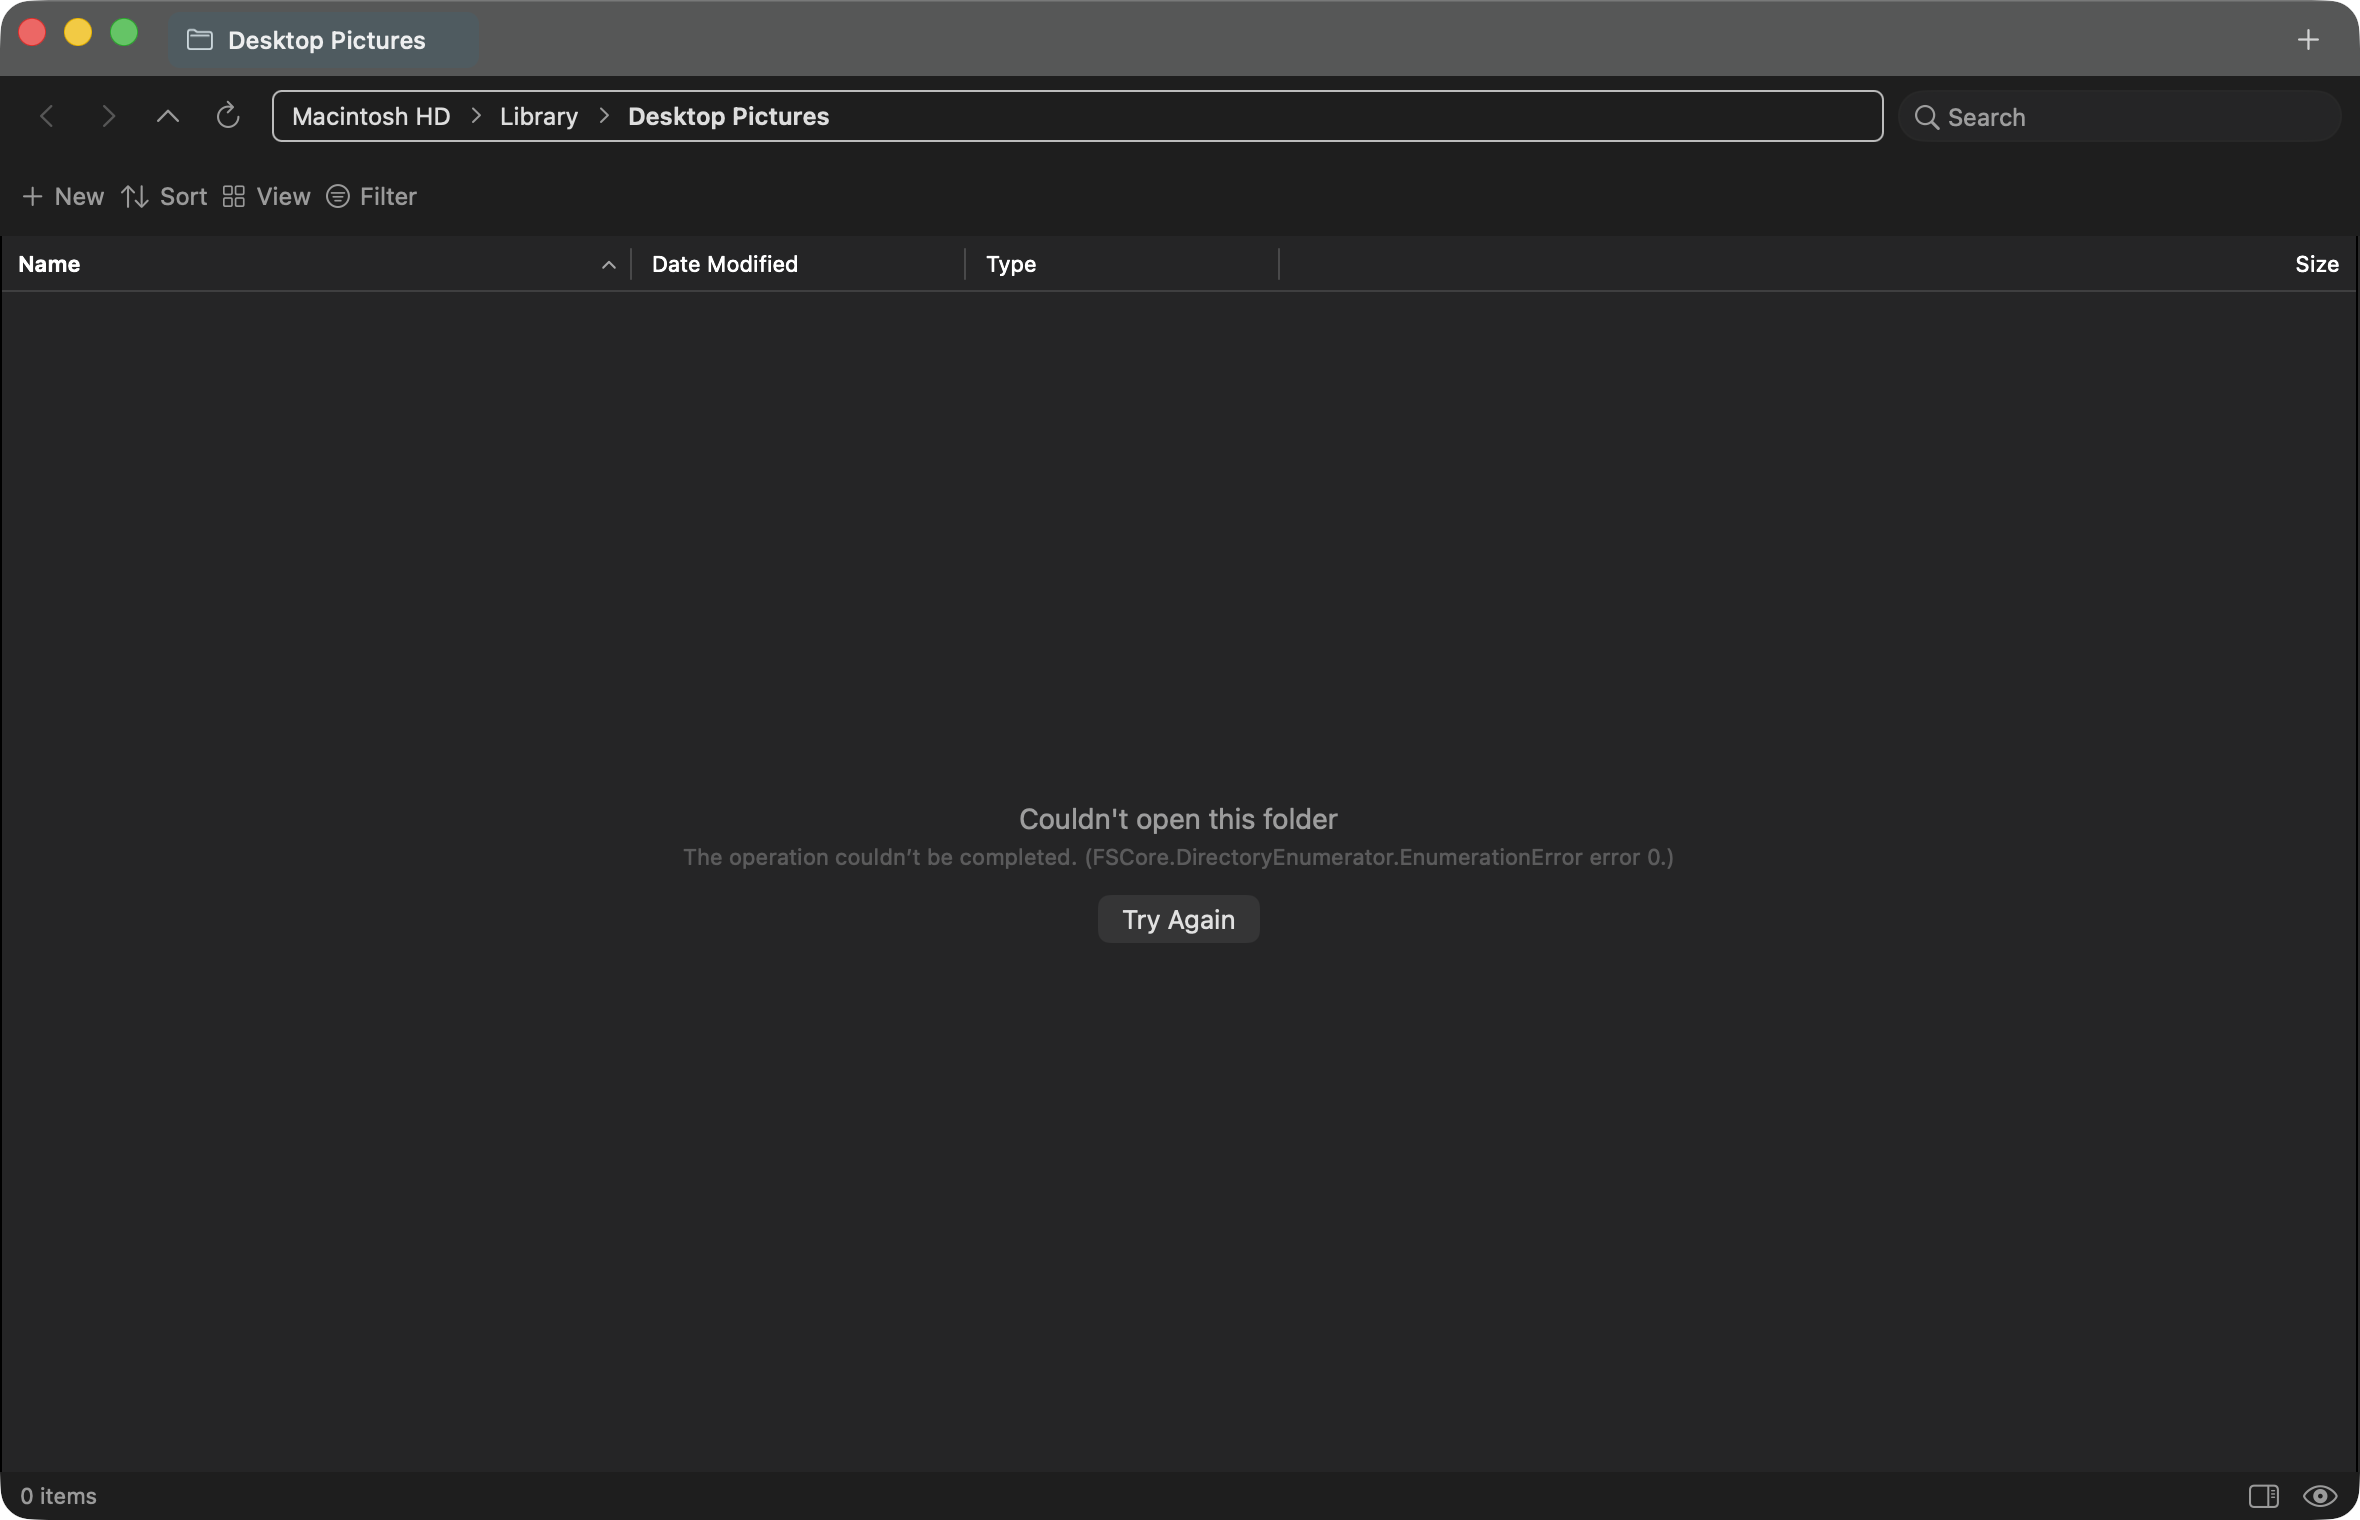 Desktop Pictures
Macintosh HD > Library > Desktop Pictures
Search
New Sort View Filter
Name Date Modified Type Size
Couldn't open this folder
The operation couldn’t be completed. (FSCore.DirectoryEnumerator.EnumerationError error 0.)
Try Again
0 items